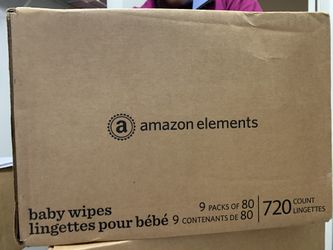 a amazon elements
baby wipes
lingettes pour bébé
9 PACKS OF 80
9 CONTENANTS DE 80
720 COUNT
LINGETTES